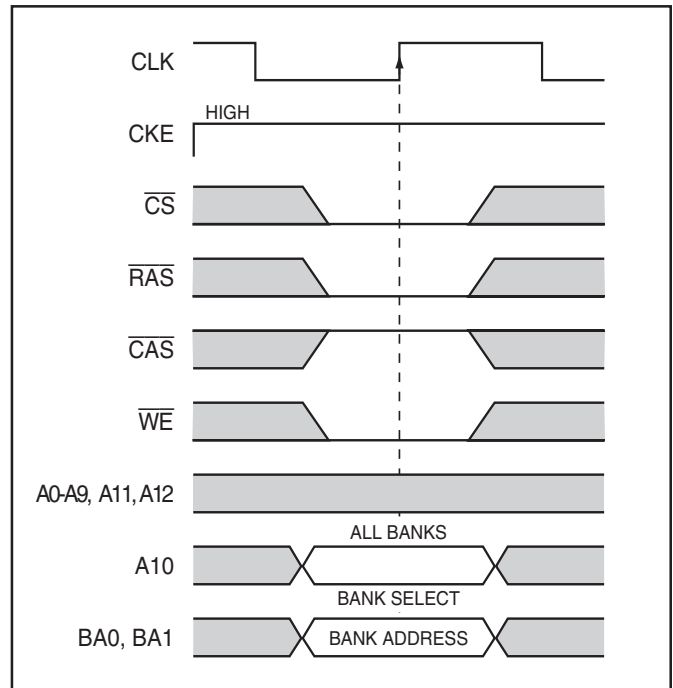 CLK
HIGH
CKE
CS
RAS
CAS
WE
A0-A9, A11, A12
ALL BANKS
A10
BANK SELECT
BA0, BA1
BANK ADDRESS